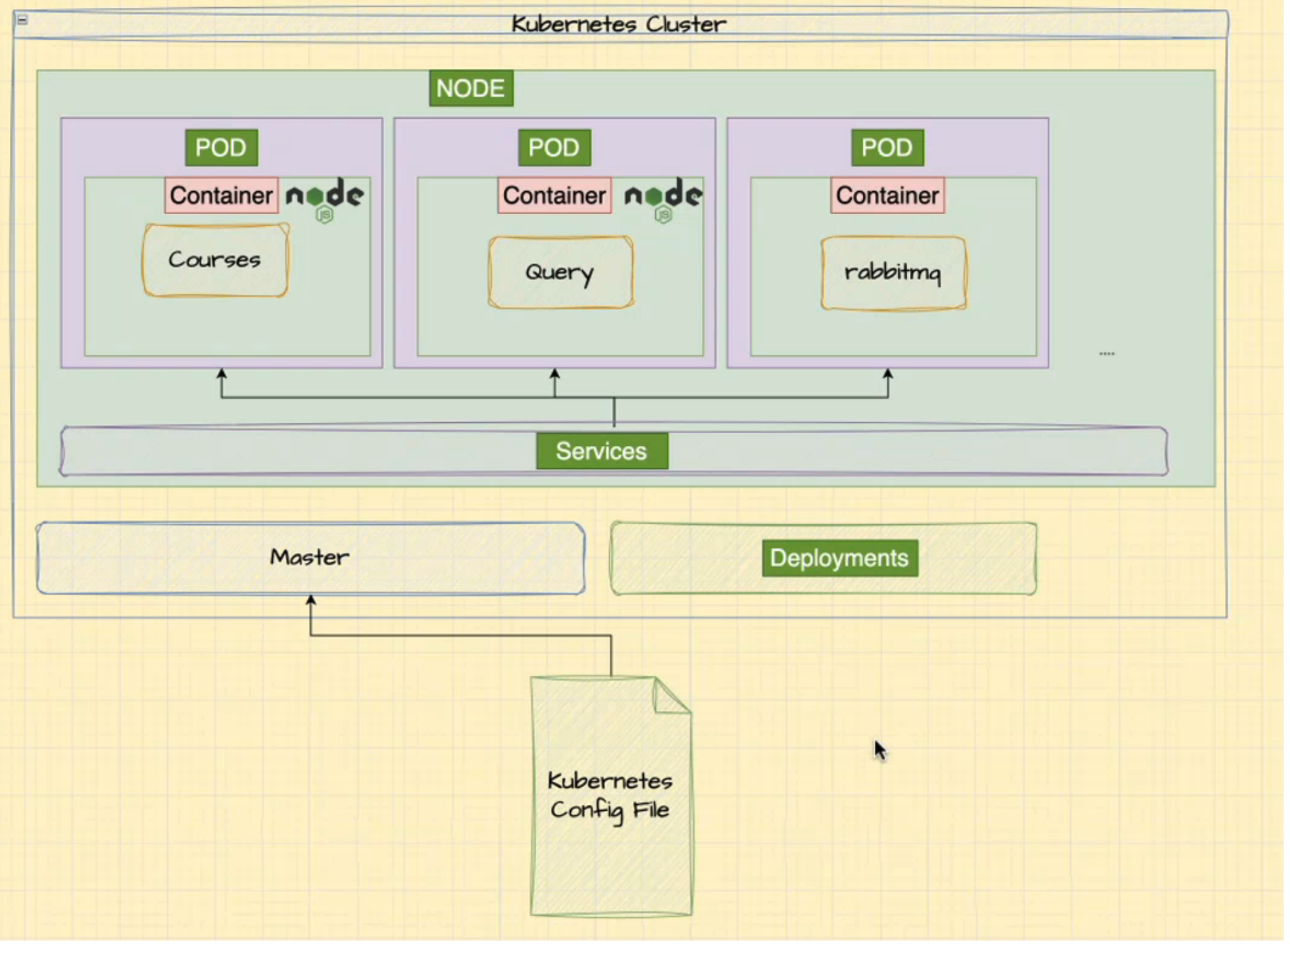 Kubernetes Cluster
NODE
POD
POD
POD
Container
node
JS
Container
node
JS
Container
Courses
Query
rabbitmq
....
Services
Master
Deployments
Kubernetes
Config File